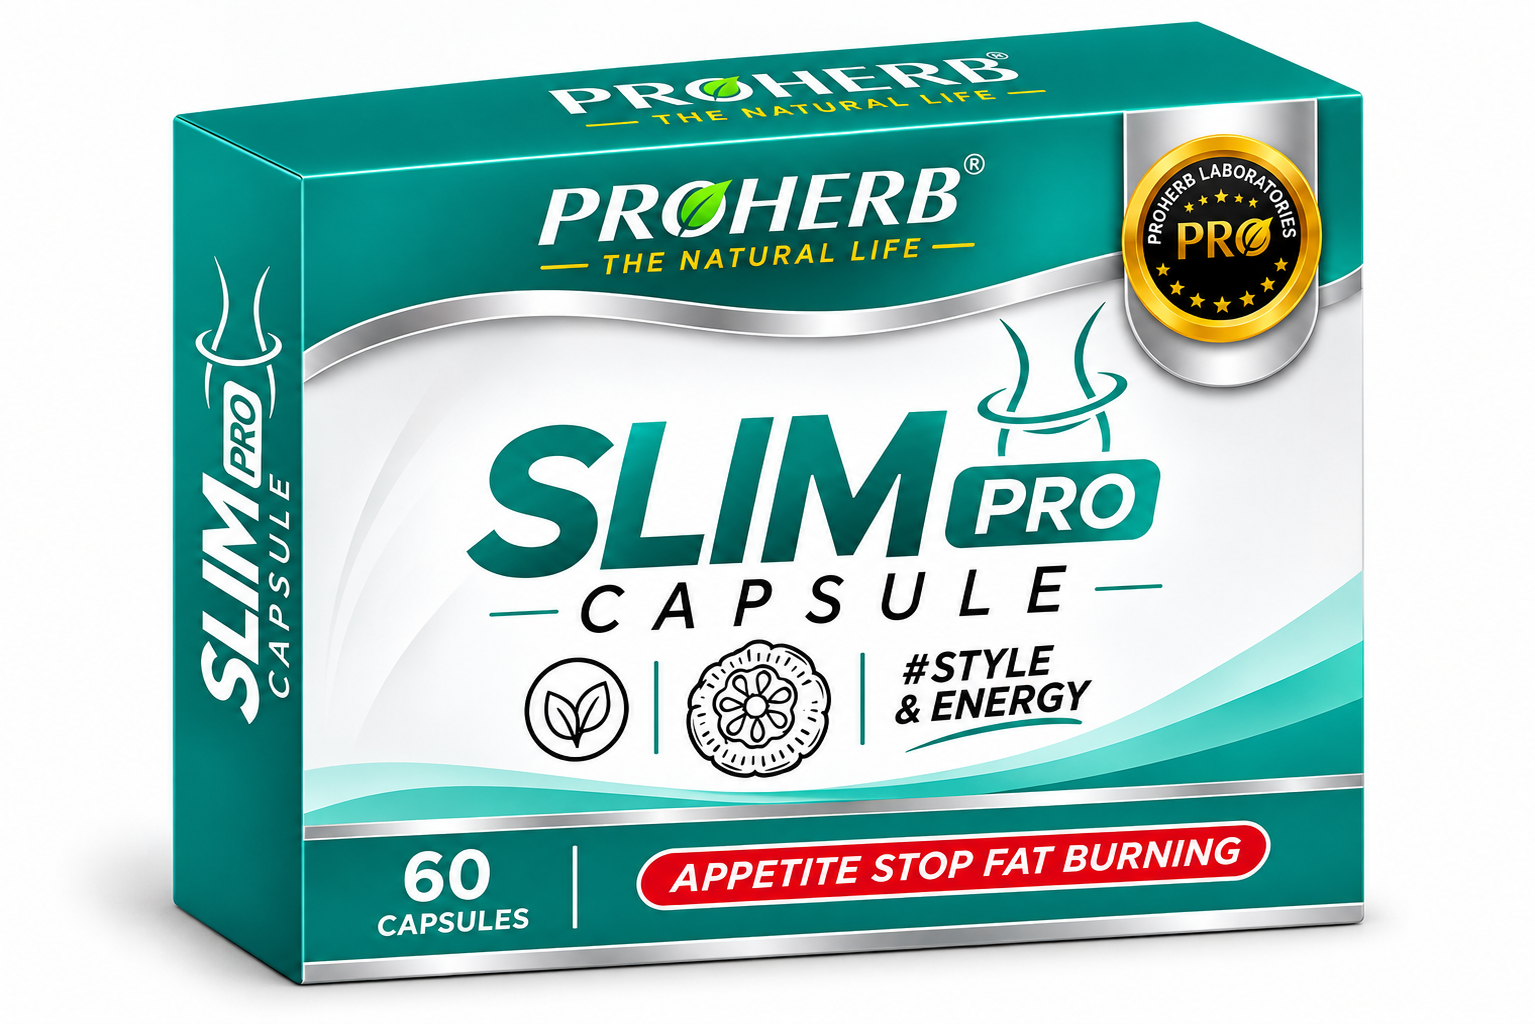 PROHERB®
THE NATURAL LIFE
PROHERB®
THE NATURAL LIFE
PROHERB LABORATORIES
PRO
SLIM PRO
CAPSULE
SLIM PRO
CAPSULE
#STYLE
& ENERGY
60
CAPSULES
APPETITE STOP FAT BURNING